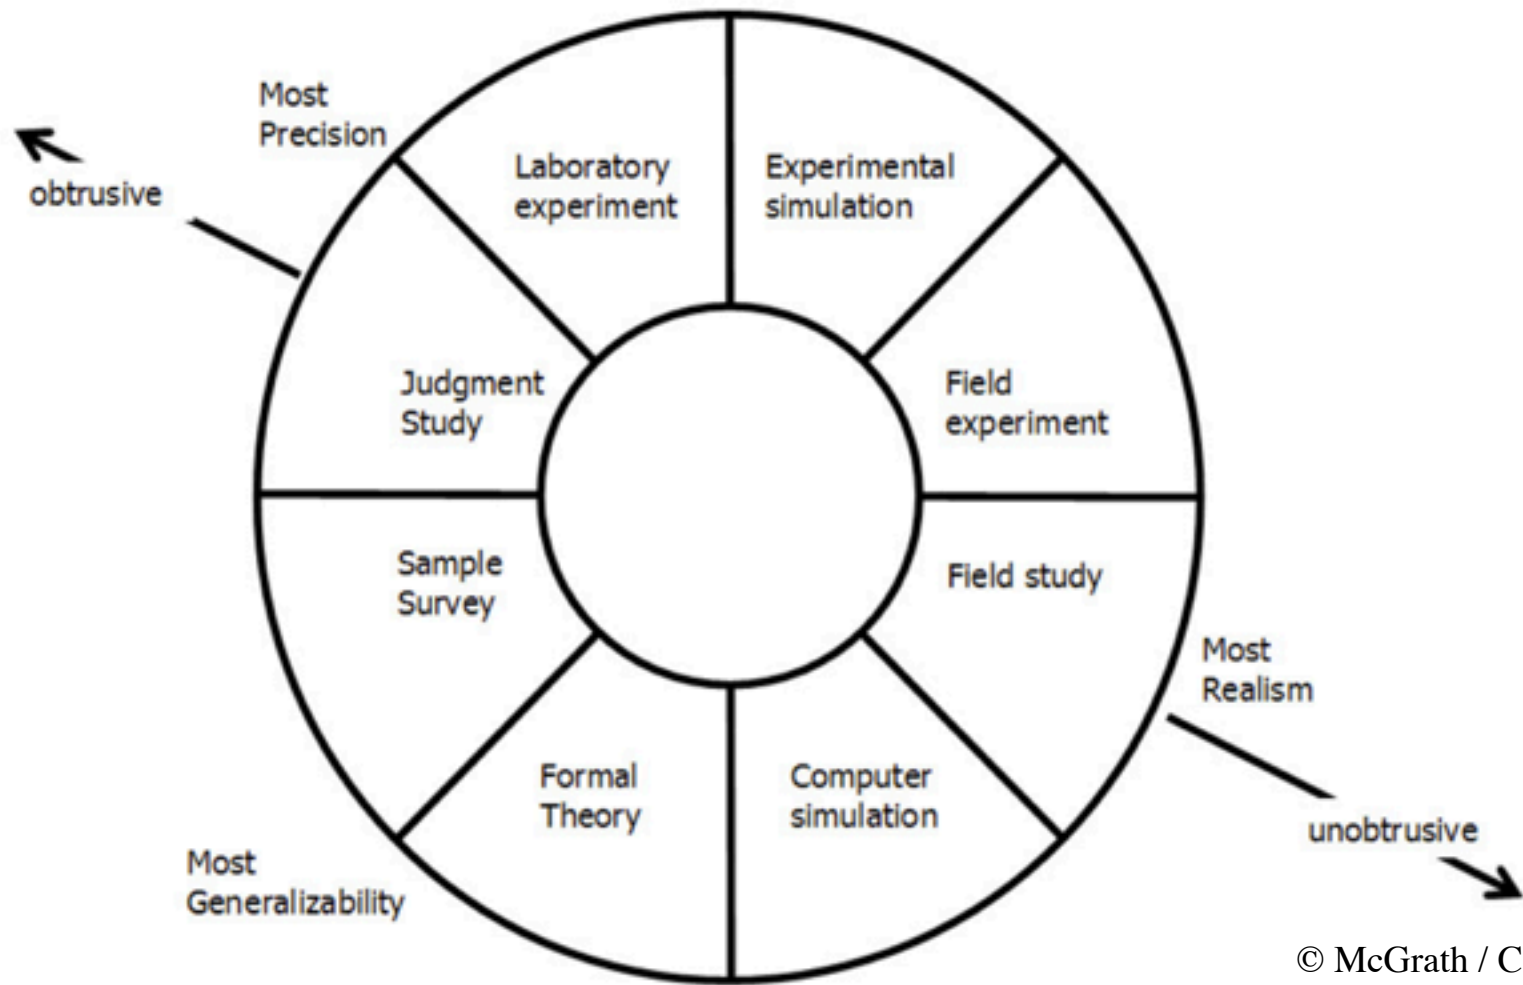 Most
Precision
obtrusive
Laboratory
experiment
Experimental
simulation
Judgment
Study
Field
experiment
Sample
Survey
Field study
Most
Realism
Formal
Theory
Computer
simulation
unobtrusive
Most
Generalizability
© McGrath / C